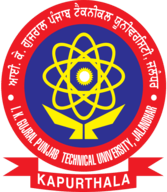 ਆਈ. ਕੇ. ਗੁਜਰਾਲ ਪੰਜਾਬ ਟੈਕਨੀਕਲ ਯੂਨੀਵਰਸਿਟੀ, ਜਲੰਧਰ
I. K. GUJRAL PUNJAB TECHNICAL UNIVERSITY, JALANDHAR
KAPURTHALA